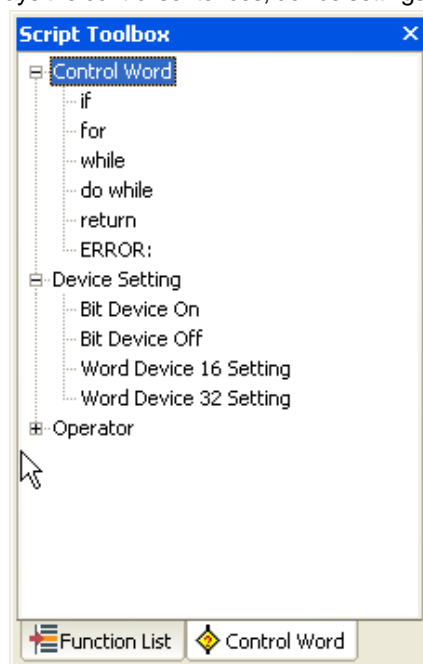 Script Toolbox
Control Word
if
for
while
do while
return
ERROR:
Device Setting
Bit Device On
Bit Device Off
Word Device 16 Setting
Word Device 32 Setting
Operator
Function List
Control Word